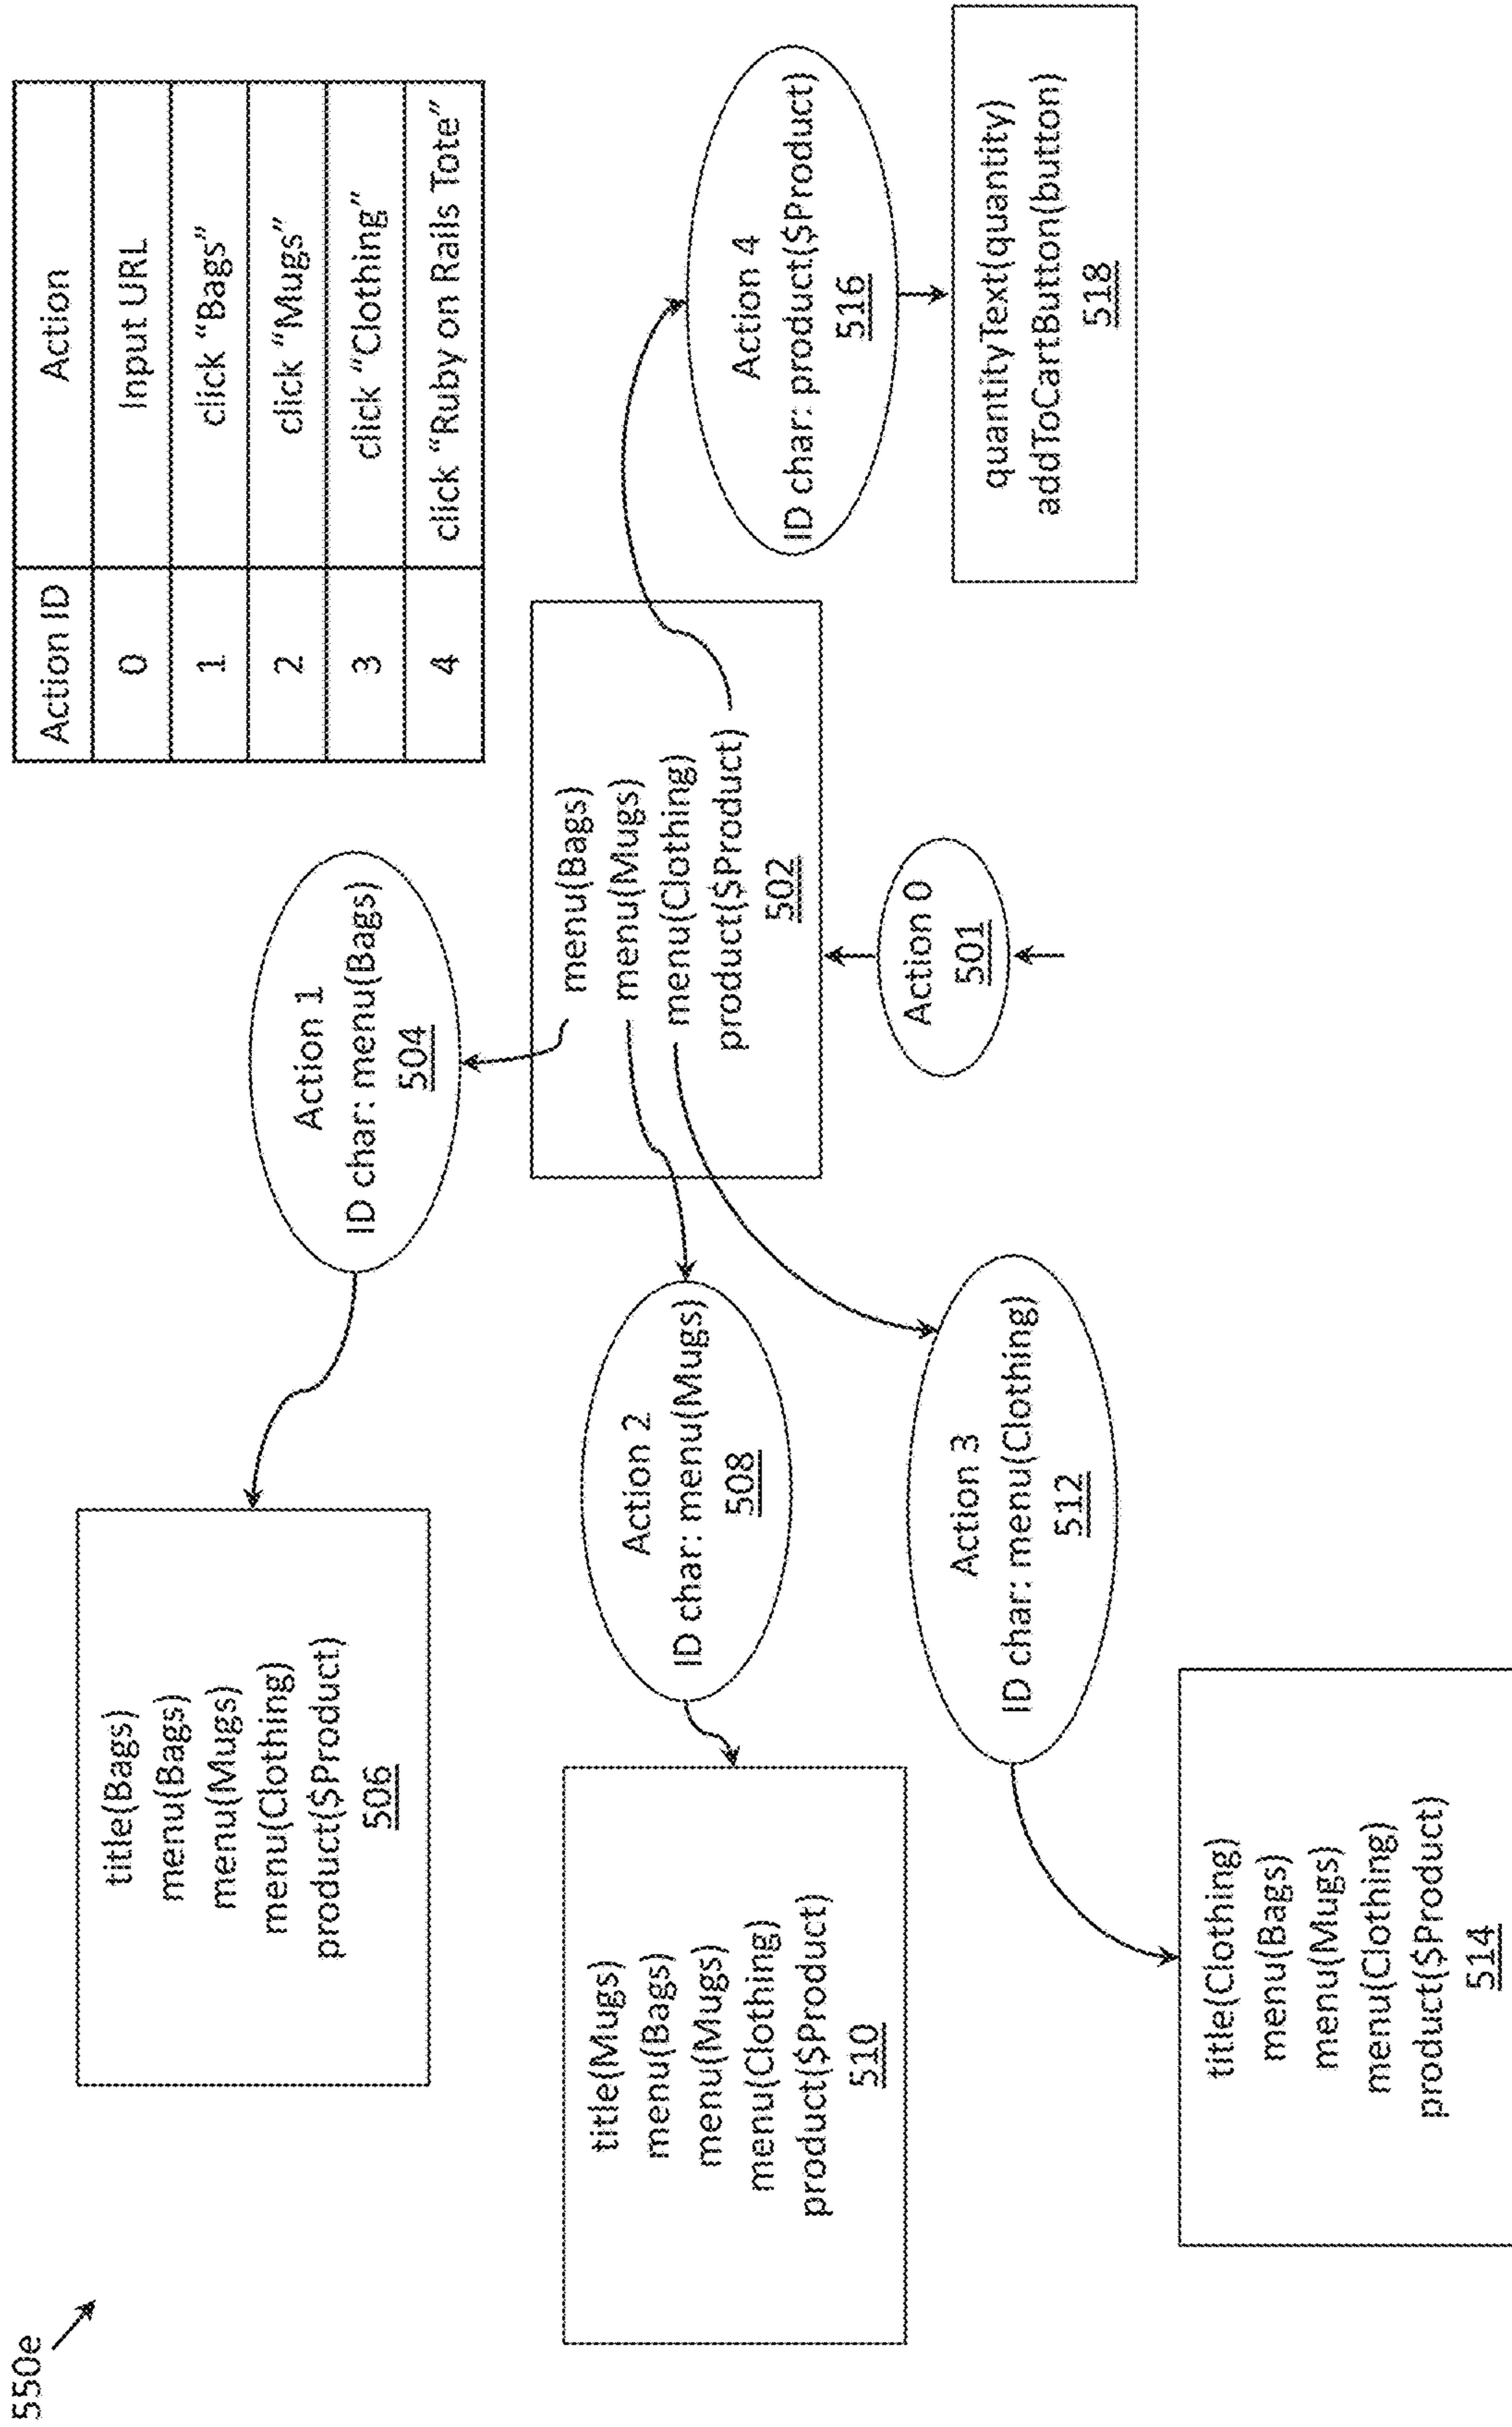 550e
Action ID Action
0 Input URL
1 click “Bags”
2 click “Mugs”
3 click “Clothing”
4 click “Ruby on Rails Tote”
title(Bags)
menu(Bags)
menu(Mugs)
menu(Clothing)
product($Product)
506
Action 1
ID char: menu(Bags)
504
title(Mugs)
menu(Bags)
menu(Mugs)
menu(Clothing)
product($Product)
510
Action 2
ID char: menu(Mugs)
508
menu(Bags)
menu(Mugs)
menu(Clothing)
product($Product)
502
Action 4
ID char: product($Product)
516
Action 0
501
quantityText(quantity)
addToCartButton(button)
518
Action 3
ID char: menu(Clothing)
512
title(Clothing)
menu(Bags)
menu(Mugs)
menu(Clothing)
product($Product)
514